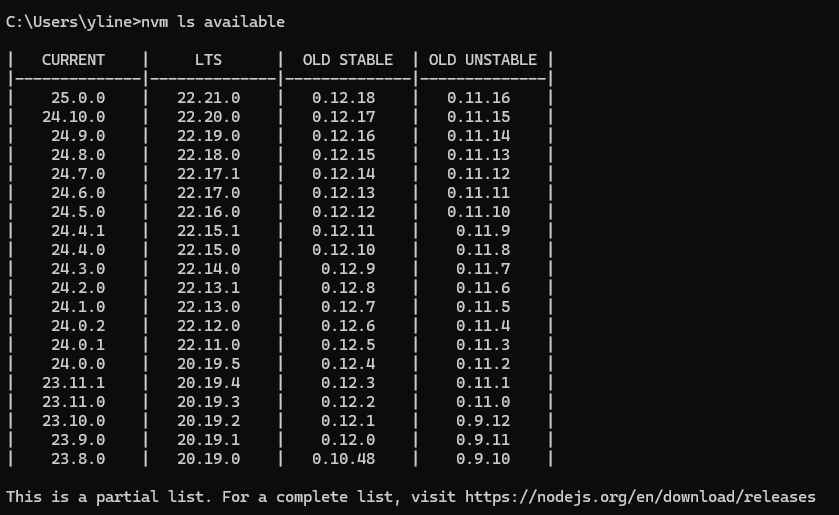 C:\Users\yline>nvm ls available
|   CURRENT    |     LTS      |  OLD STABLE  | OLD UNSTABLE |
|--------------|--------------|--------------|--------------|
|    25.0.0    |   22.21.0    |   0.12.18    |   0.11.16    |
|   24.10.0    |   22.20.0    |   0.12.17    |   0.11.15    |
|    24.9.0    |   22.19.0    |   0.12.16    |   0.11.14    |
|    24.8.0    |   22.18.0    |   0.12.15    |   0.11.13    |
|    24.7.0    |   22.17.1    |   0.12.14    |   0.11.12    |
|    24.6.0    |   22.17.0    |   0.12.13    |   0.11.11    |
|    24.5.0    |   22.16.0    |   0.12.12    |   0.11.10    |
|    24.4.1    |   22.15.1    |   0.12.11    |    0.11.9    |
|    24.4.0    |   22.15.0    |   0.12.10    |    0.11.8    |
|    24.3.0    |   22.14.0    |    0.12.9    |    0.11.7    |
|    24.2.0    |   22.13.1    |    0.12.8    |    0.11.6    |
|    24.1.0    |   22.13.0    |    0.12.7    |    0.11.5    |
|    24.0.2    |   22.12.0    |    0.12.6    |    0.11.4    |
|    24.0.1    |   22.11.0    |    0.12.5    |    0.11.3    |
|    24.0.0    |   20.19.5    |    0.12.4    |    0.11.2    |
|   23.11.1    |   20.19.4    |    0.12.3    |    0.11.1    |
|   23.11.0    |   20.19.3    |    0.12.2    |    0.11.0    |
|   23.10.0    |   20.19.2    |    0.12.1    |    0.9.12    |
|    23.9.0    |   20.19.1    |    0.12.0    |    0.9.11    |
|    23.8.0    |   20.19.0    |   0.10.48    |    0.9.10    |
This is a partial list. For a complete list, visit https://nodejs.org/en/download/releases